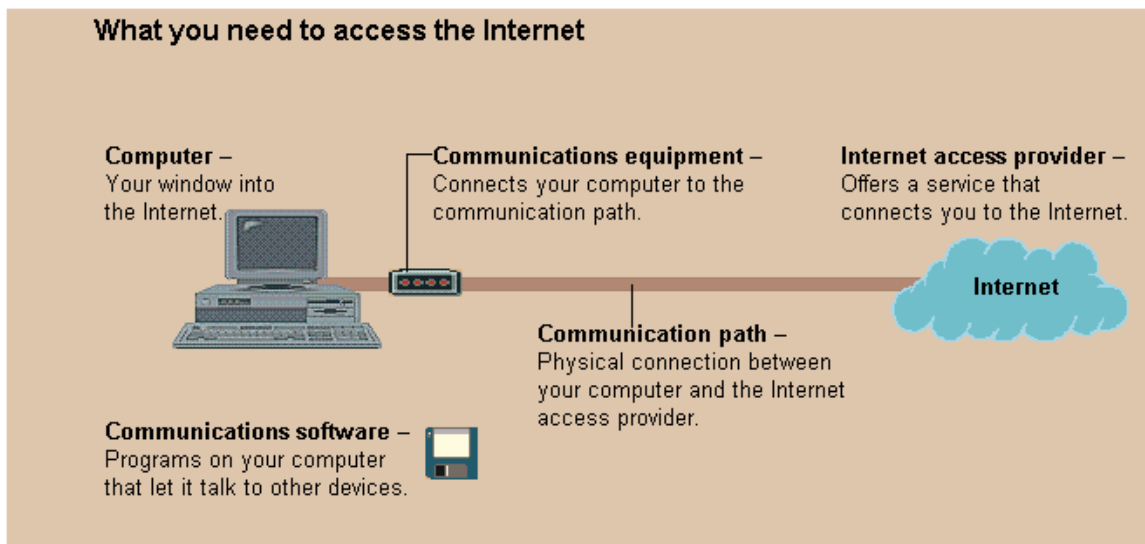 What you need to access the Internet
Computer –
Your window into
the Internet.
Communications equipment –
Connects your computer to the
communication path.
Internet access provider –
Offers a service that
connects you to the Internet.
Internet
Communication path –
Physical connection between
your computer and the Internet
access provider.
Communications software –
Programs on your computer
that let it talk to other devices.